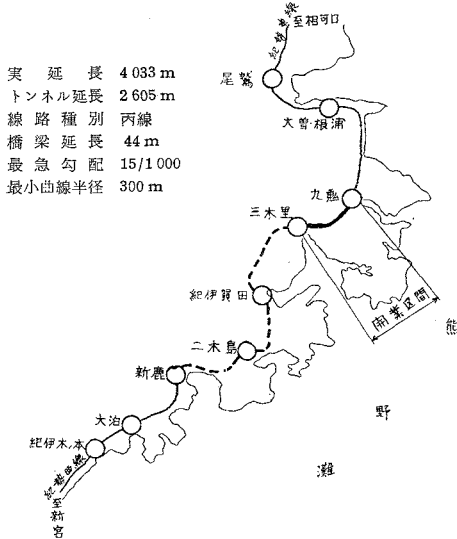 実延長 4 033 m
トンネル延長 2 605 m
線路種別 丙線
橋梁延長 44 m
最急勾配 15/1 000
最小曲線半径 300 m
至相可口
紀勢東線
尾鷲
大曽根浦
九鬼
三木里
開業区間
紀伊賀田
二木島
新鹿
大泊
紀伊木ノ本
紀勢西線
至新宮
熊
野
灘